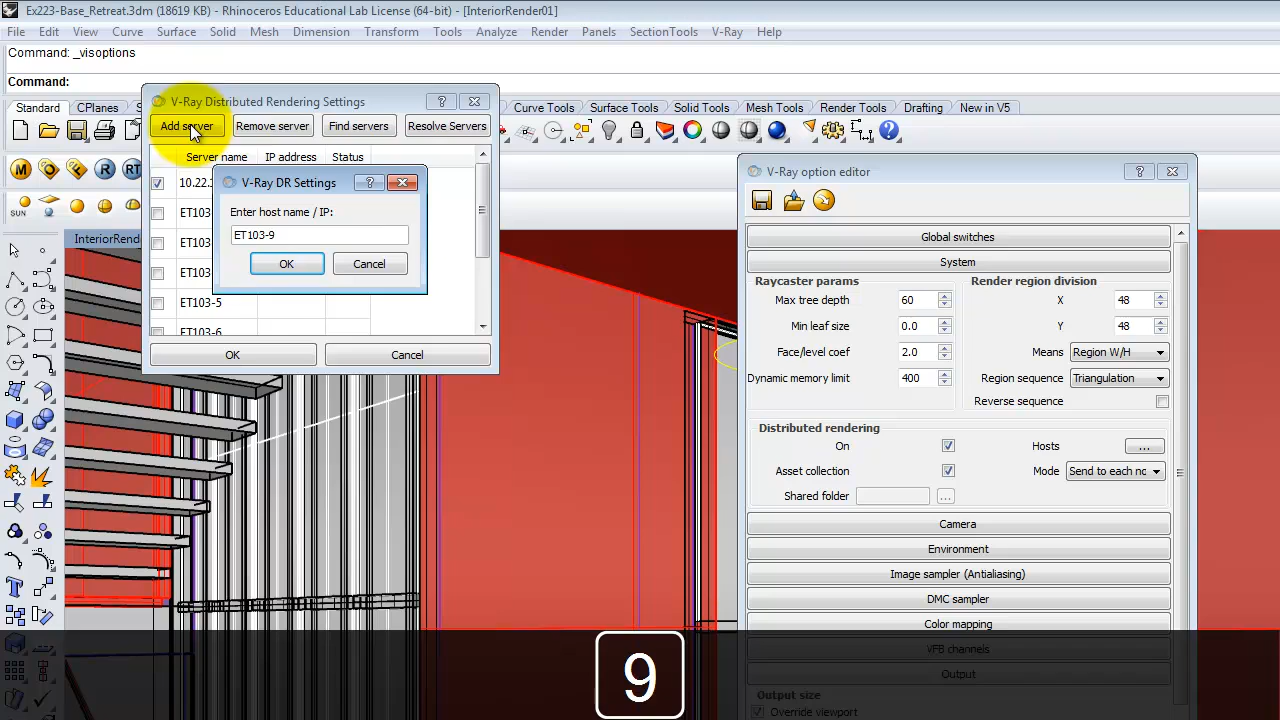 Ex223-Base_Retreat.3dm (18619 KB) - Rhinoceros Educational Lab License (64-bit) - [InteriorRender01]
File Edit View Curve Surface Solid Mesh Dimension Transform Tools Analyze Render Panels SectionTools V-Ray Help
Command: _visoptions
Command:
V-Ray Distributed Rendering Settings
Standard CPlanes Curve Tools Surface Tools Solid Tools Mesh Tools Render Tools Drafting New in V5
Add server Remove server Find servers Resolve Servers
Server name IP address Status
10.22.
ET103
ET103
ET103
ET103-5
ET103-6
OK Cancel
V-Ray DR Settings
Enter host name / IP:
ET103-9
OK Cancel
M R RT
SUN
InteriorRend
V-Ray option editor
Global switches
System
Raycaster params Render region division
Max tree depth 60 X 48
Min leaf size 0.0 Y 48
Face/level coef 2.0 Means Region W/H
Dynamic memory limit 400 Region sequence Triangulation
Reverse sequence
Distributed rendering
On Hosts ...
Asset collection Mode Send to each nc
Shared folder ...
Camera
Environment
Image sampler (Antialiasing)
DMC sampler
Color mapping
VFB channels
Output
Output size
Override viewport
9